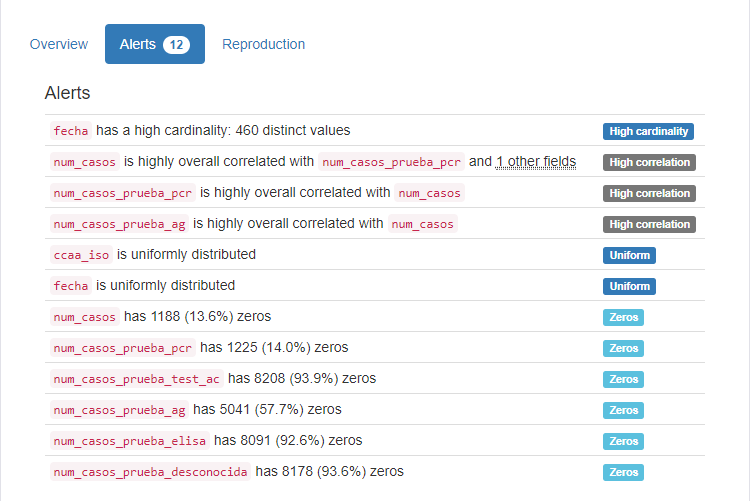 Overview Alerts 12 Reproduction
Alerts
fecha has a high cardinality: 460 distinct values High cardinality
num_casos is highly overall correlated with num_casos_prueba_pcr and 1 other fields High correlation
num_casos_prueba_pcr is highly overall correlated with num_casos High correlation
num_casos_prueba_ag is highly overall correlated with num_casos High correlation
ccaa_iso is uniformly distributed Uniform
fecha is uniformly distributed Uniform
num_casos has 1188 (13.6%) zeros Zeros
num_casos_prueba_pcr has 1225 (14.0%) zeros Zeros
num_casos_prueba_test_ac has 8208 (93.9%) zeros Zeros
num_casos_prueba_ag has 5041 (57.7%) zeros Zeros
num_casos_prueba_elisa has 8091 (92.6%) zeros Zeros
num_casos_prueba_desconocida has 8178 (93.6%) zeros Zeros